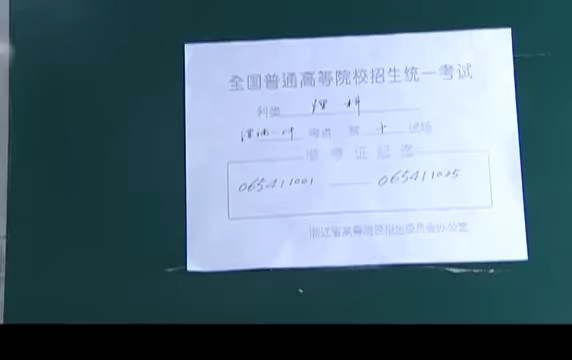 全国普通高等院校招生统一考试
科类 理科
考点 第 十 试场
准考证起迄
065411001 —— 065411025
浙江省高等院校招生委员会办公室